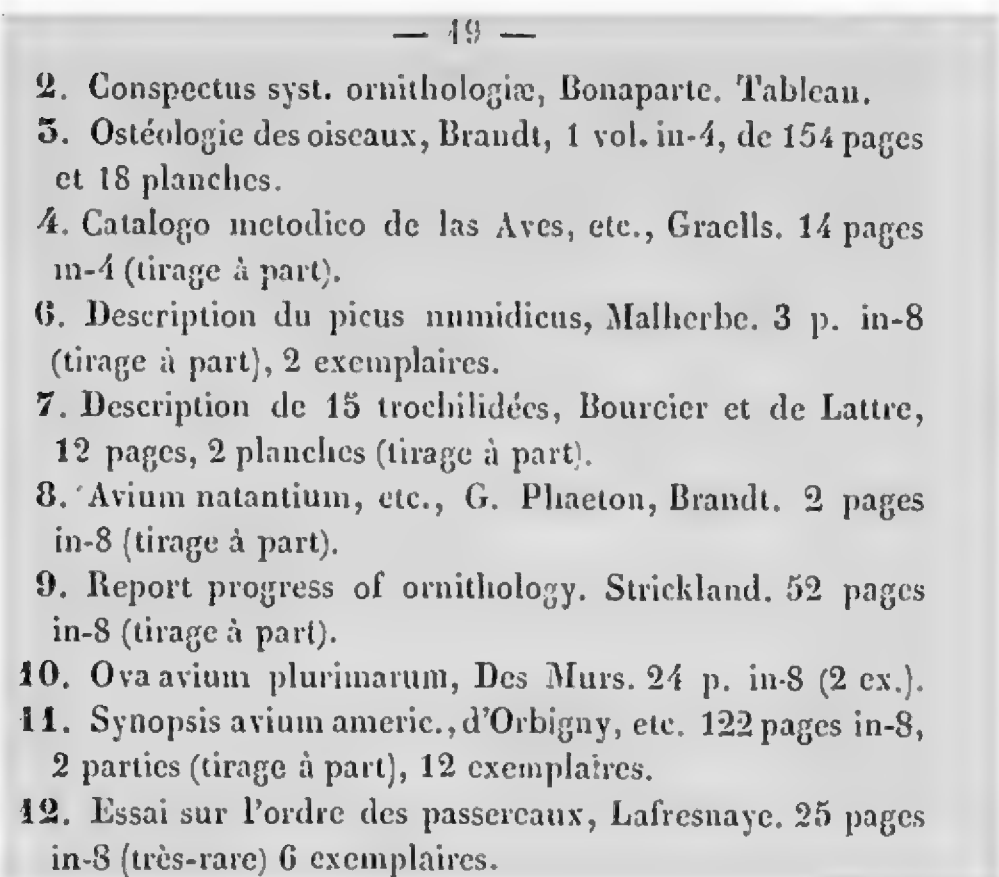 — 19 —
2. Conspectus syst. ornithologiæ, Bonaparte. Tableau.
3. Ostéologie des oiseaux, Brandt, 1 vol. in-4, de 154 pages
et 18 planches.
4. Catalogo metodico de las Aves, etc., Graells. 14 pages
in-4 (tirage à part).
6. Description du picus numidicus, Malherbe. 3 p. in-8
(tirage à part), 2 exemplaires.
7. Description de 15 trochilidées, Bourcier et de Lattre,
12 pages, 2 planches (tirage à part).
8. Avium natantium, etc., G. Phaeton, Brandt. 2 pages
in-8 (tirage à part).
9. Report progress of ornithology. Strickland. 52 pages
in-8 (tirage à part).
10. Ova avium plurimarum, Des Murs. 24 p. in-8 (2 ex.).
11. Synopsis avium americ., d'Orbigny, etc. 122 pages in-8,
2 parties (tirage à part), 12 exemplaires.
12. Essai sur l'ordre des passereaux, Lafresnaye. 25 pages
in-8 (très-rare) 6 exemplaires.